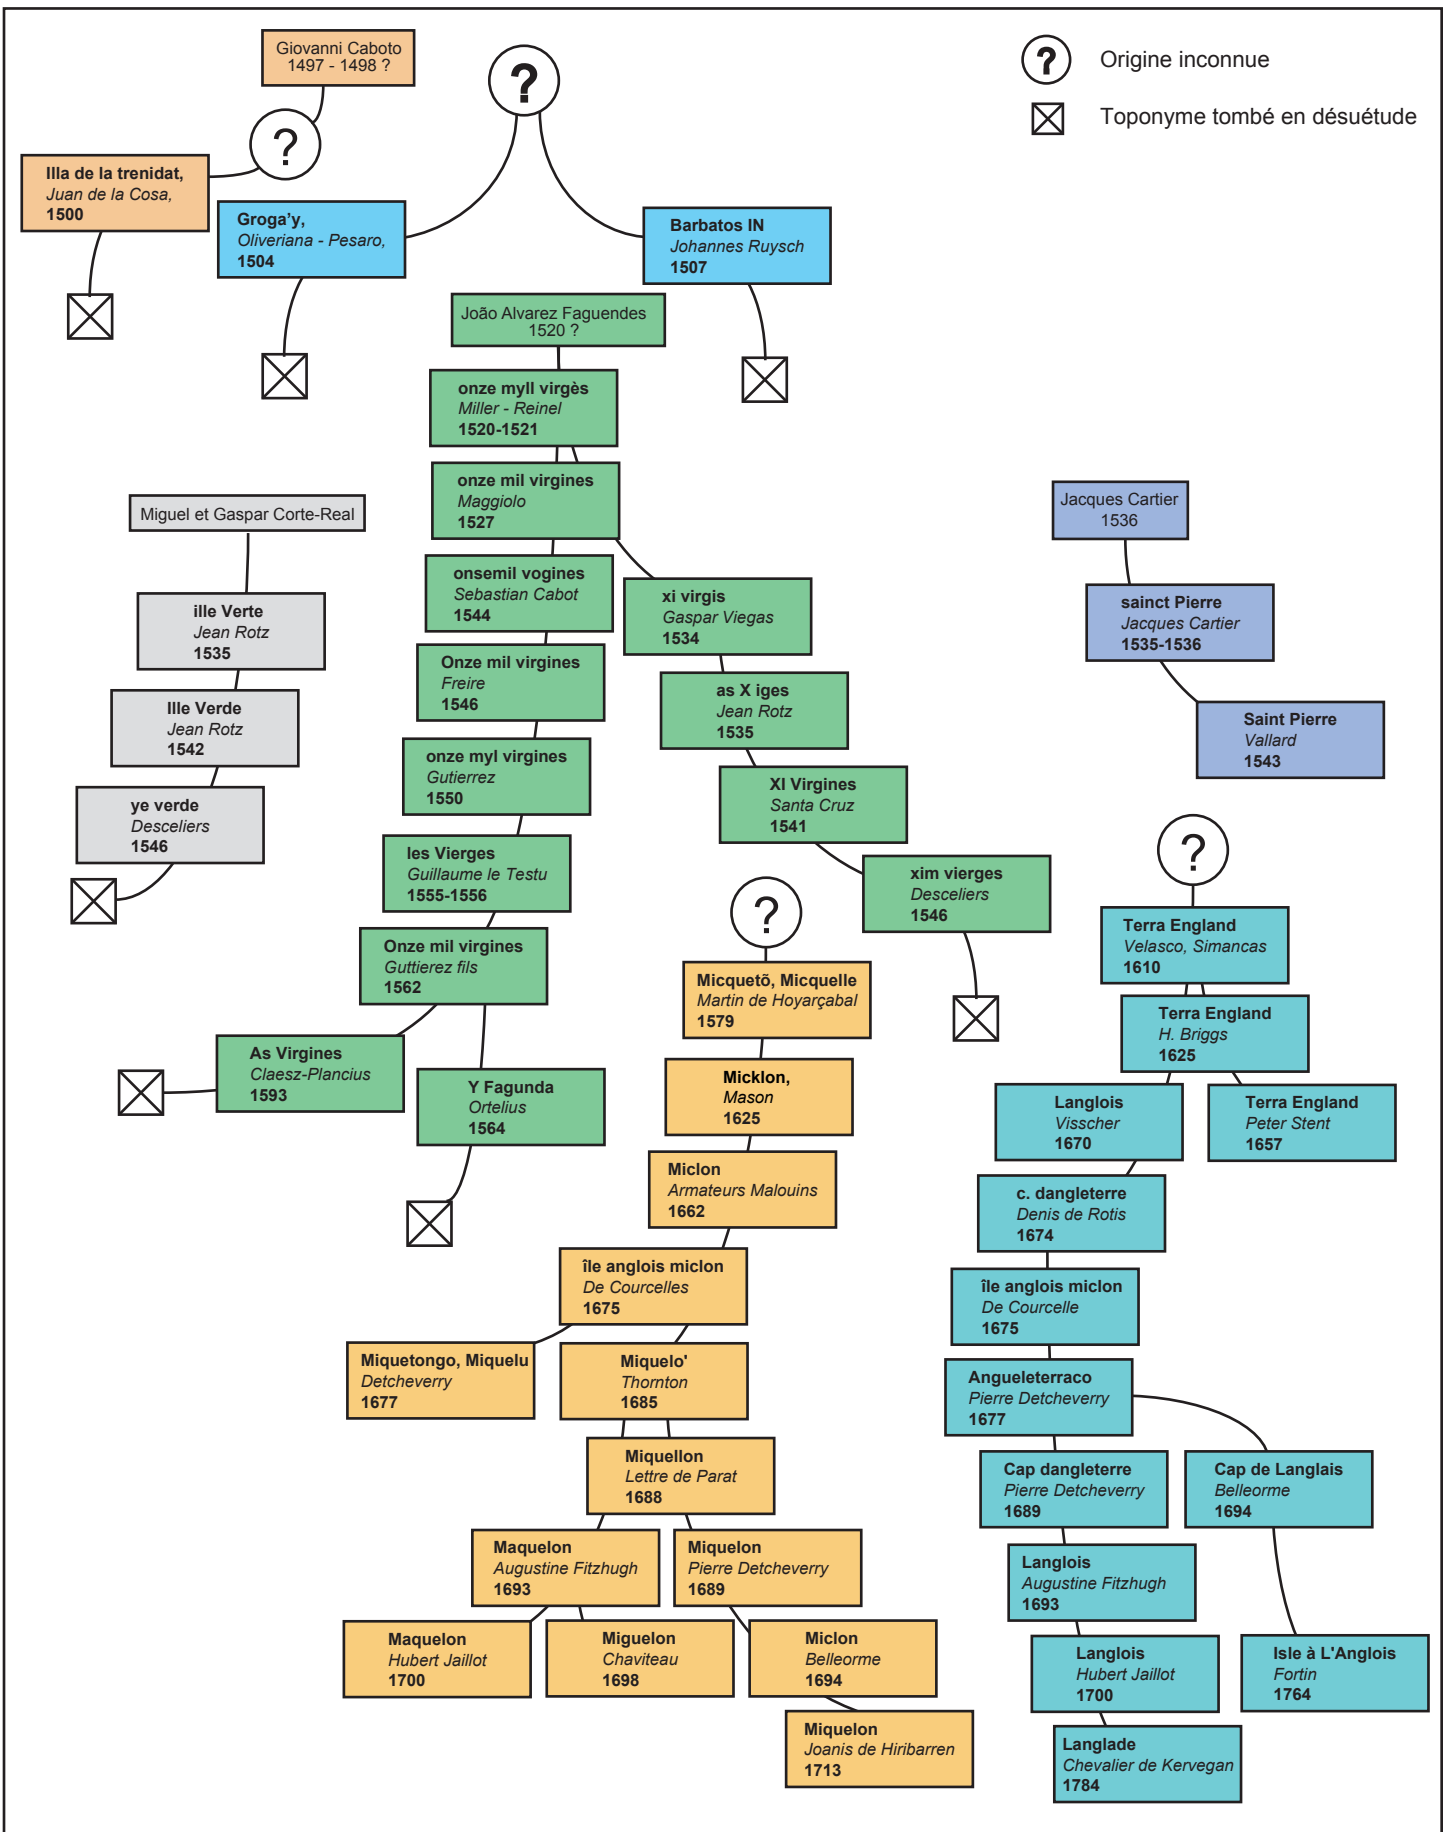 Giovanni Caboto
1497 - 1498 ?
?
?
?
Origine inconnue
Toponyme tombé en désuétude
Illa de la trenidat,
Juan de la Cosa,
1500
Groga'y,
Oliveriana - Pesaro,
1504
Barbatos IN
Johannes Ruysch
1507
João Alvarez Faguendes
1520 ?
onze myll virgès
Miller - Reinel
1520-1521
onze mil virgines
Maggiolo
1527
Miguel et Gaspar Corte-Real
Jacques Cartier
1536
ille Verte
Jean Rotz
1535
onsemil vogines
Sebastian Cabot
1544
xi virgis
Gaspar Viegas
1534
sainct Pierre
Jacques Cartier
1535-1536
Onze mil virgines
Freire
1546
as X iges
Jean Rotz
1535
Ille Verde
Jean Rotz
1542
Saint Pierre
Vallard
1543
onze myl virgines
Gutierrez
1550
XI Virgines
Santa Cruz
1541
ye verde
Desceliers
1546
les Vierges
Guillaume le Testu
1555-1556
xim vierges
Desceliers
1546
?
?
Terra England
Velasco, Simancas
1610
Onze mil virgines
Guttierez fils
1562
Micquetõ, Micquelle
Martin de Hoyarçabal
1579
Terra England
H. Briggs
1625
As Virgines
Claesz-Plancius
1593
Y Fagunda
Ortelius
1564
Micklon,
Mason
1625
Langlois
Visscher
1670
Terra England
Peter Stent
1657
Miclon
Armateurs Malouins
1662
c. dangleterre
Denis de Rotis
1674
île anglois miclon
De Courcelles
1675
île anglois miclon
De Courcelle
1675
Miquetongo, Miquelu
Detcheverry
1677
Miquelo'
Thornton
1685
Angueleterraco
Pierre Detcheverry
1677
Miquellon
Lettre de Parat
1688
Cap dangleterre
Pierre Detcheverry
1689
Cap de Langlais
Belleorme
1694
Maquelon
Augustine Fitzhugh
1693
Miquelon
Pierre Detcheverry
1689
Langlois
Augustine Fitzhugh
1693
Maquelon
Hubert Jaillot
1700
Miguelon
Chaviteau
1698
Miclon
Belleorme
1694
Langlois
Hubert Jaillot
1700
Isle à L'Anglois
Fortin
1764
Miquelon
Joanis de Hiribarren
1713
Langlade
Chevalier de Kervegan
1784